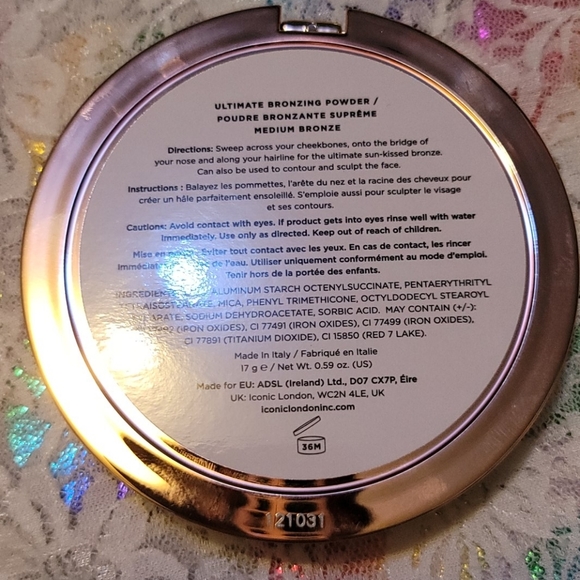 ULTIMATE BRONZING POWDER /
POUDRE BRONZANTE SUPRÊME
MEDIUM BRONZE
Directions: Sweep across your cheekbones, onto the bridge of
your nose and along your hairline for the ultimate sun-kissed bronze.
Can also be used to contour and sculpt the face.
Instructions : Balayez les pommettes, l'arête du nez et la racine des cheveux pour
créer un hâle parfaitement ensoleillé. S'emploie aussi pour sculpter le visage
et ses contours.
Cautions: Avoid contact with eyes. If product gets into eyes rinse well with water
immediately. Use only as directed. Keep out of reach of children.
Mise en Éviter tout contact avec les yeux. En cas de contact, les rincer
de l'eau. Utiliser uniquement conformément au mode d'emploi.
Tenir hors de la portée des enfants.
ALUMINUM STARCH OCTENYLSUCCINATE, PENTAERYTHRITYL
MICA, PHENYL TRIMETHICONE, OCTYLDODECYL STEAROYL
SODIUM DEHYDROACETATE, SORBIC ACID. MAY CONTAIN (+/-):
(IRON OXIDES), CI 77491 (IRON OXIDES), CI 77499 (IRON OXIDES),
CI 77891 (TITANIUM DIOXIDE), CI 15850 (RED 7 LAKE).
Made In Italy / Fabriqué en Italie
17 g e / Net Wt. 0.59 oz. (US)
Made for EU: ADSL (Ireland) Ltd., D07 CX7P, Éire
UK: Iconic London, WC2N 4LE, UK
iconiclondoninc.com
36M
121031